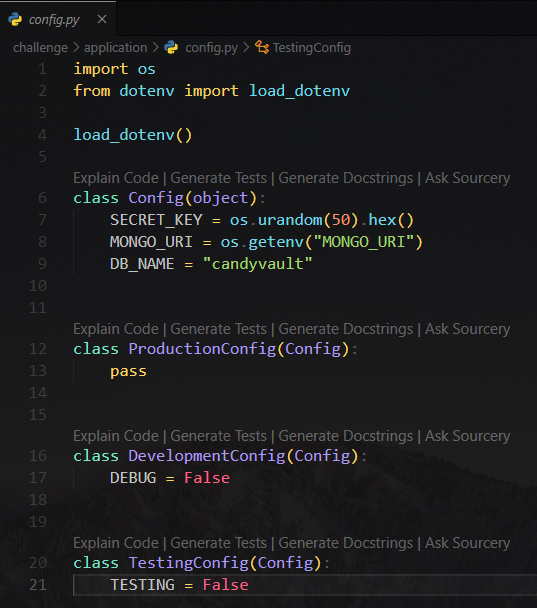 config.py ×
challenge > application > config.py > TestingConfig
1 import os
2 from dotenv import load_dotenv
3
4 load_dotenv()
5
Explain Code | Generate Tests | Generate Docstrings | Ask Sourcery
6 class Config(object):
7 SECRET_KEY = os.urandom(50).hex()
8 MONGO_URI = os.getenv("MONGO_URI")
9 DB_NAME = "candyvault"
10
11
Explain Code | Generate Tests | Generate Docstrings | Ask Sourcery
12 class ProductionConfig(Config):
13 pass
14
15
Explain Code | Generate Tests | Generate Docstrings | Ask Sourcery
16 class DevelopmentConfig(Config):
17 DEBUG = False
18
19
Explain Code | Generate Tests | Generate Docstrings | Ask Sourcery
20 class TestingConfig(Config):
21 TESTING = False